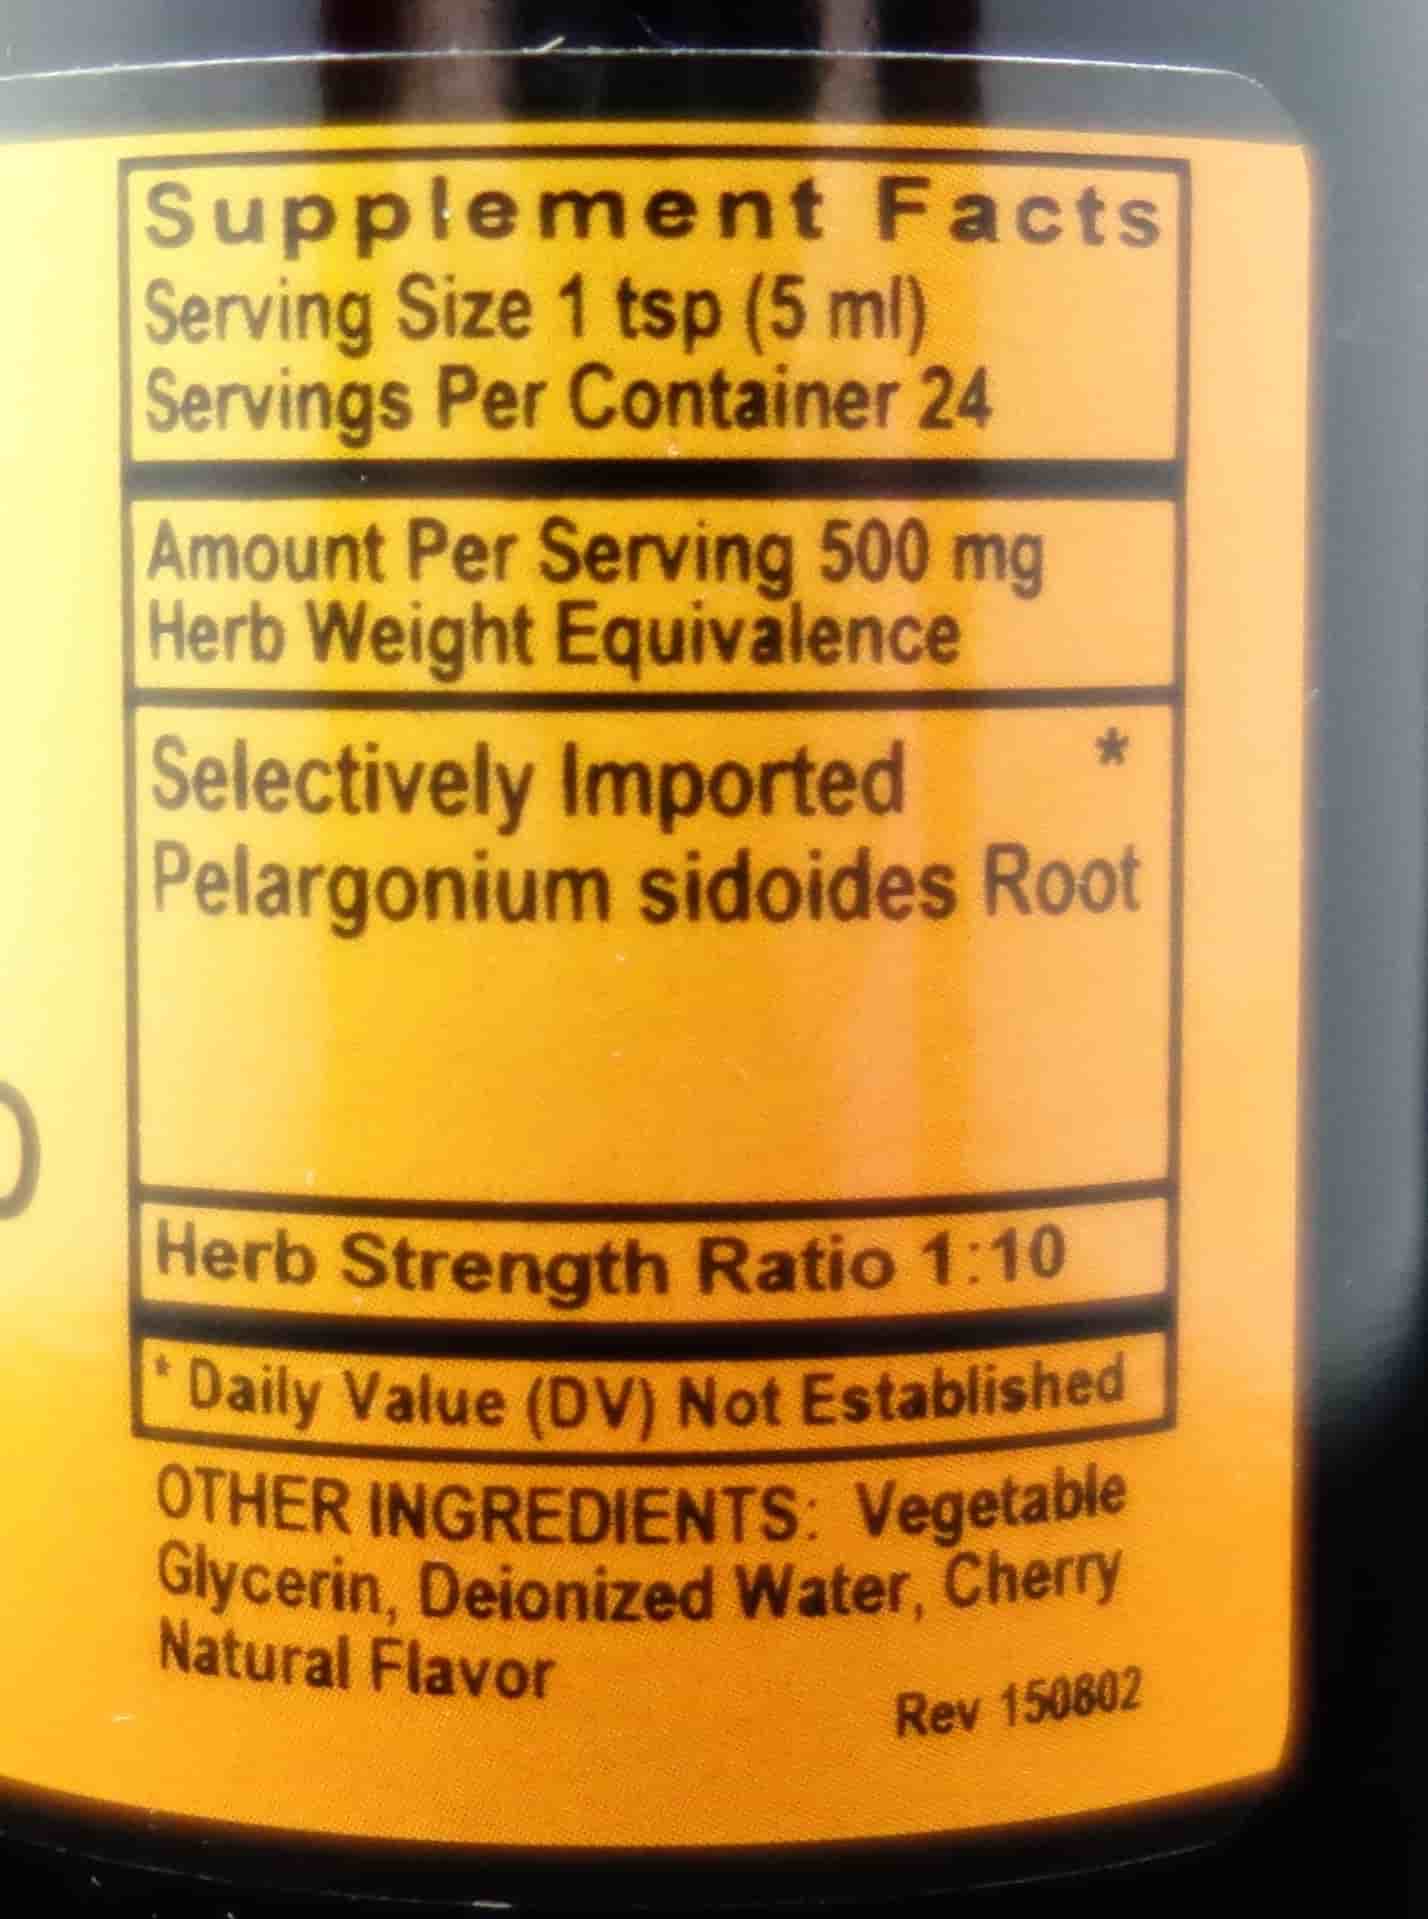 Supplement Facts
Serving Size 1 tsp (5 ml)
Servings Per Container 24
Amount Per Serving 500 mg
Herb Weight Equivalence
Selectively Imported *
Pelargonium sidoides Root
Herb Strength Ratio 1:10
* Daily Value (DV) Not Established
OTHER INGREDIENTS: Vegetable
Glycerin, Deionized Water, Cherry
Natural Flavor
Rev 150802